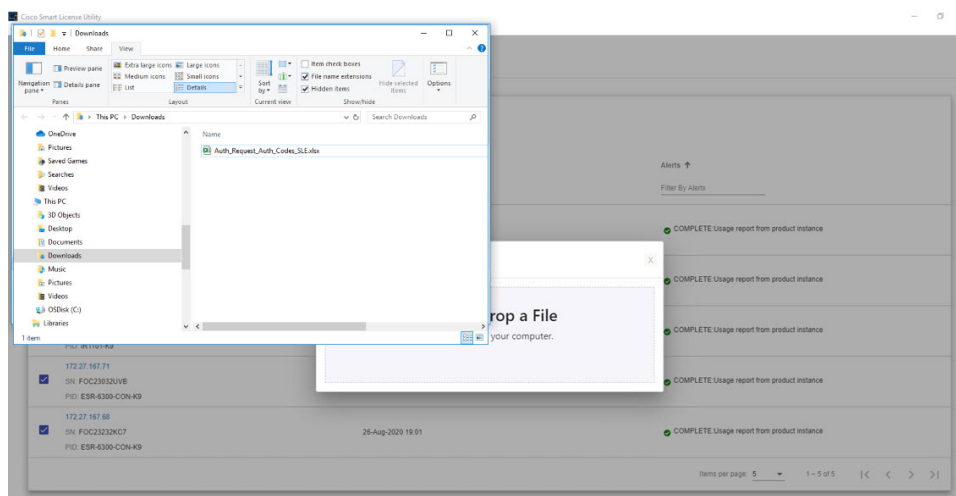 Cisco Smart License Utility
Downloads
File Home Share View
Preview pane
Extra large icons Large icons
Item check boxes
Medium icons Small icons
File name extensions
Details pane
List Details
Hidden items
Navigation pane
Sort by
Hide selected items
Options
Panes Layout Current view Show/hide
This PC > Downloads
Search Downloads
OneDrive
Name
Pictures
Auth_Request_Auth_Codes_SLE.xlsx
Saved Games
Searches
Videos
This PC
3D Objects
Desktop
Documents
Downloads
Music
Pictures
Videos
OSDisk (C:)
Libraries
1 item
Alerts ↑
Filter By Alerts
COMPLETE:Usage report from product instance
COMPLETE:Usage report from product instance
X
rop a File
your computer.
COMPLETE:Usage report from product instance
PID: IR1101-K9
172.27.167.71
SN: FOC23032UVB
COMPLETE:Usage report from product instance
PID: ESR-6300-CON-K9
172.27.167.68
SN: FOC23232KC7
26-Aug-2020 19:01
COMPLETE:Usage report from product instance
PID: ESR-6300-CON-K9
Items per page: 5 1 – 5 of 5